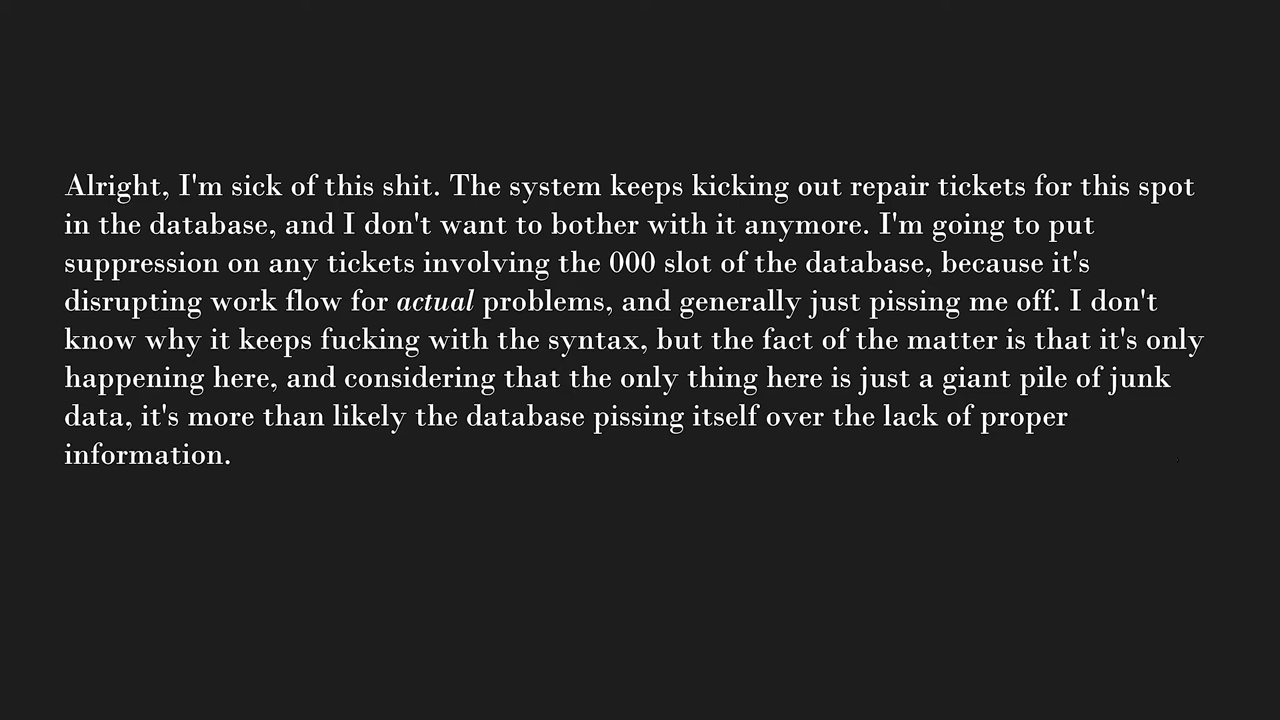 Alright, I'm sick of this shit. The system keeps kicking out repair tickets for this spot
in the database, and I don't want to bother with it anymore. I'm going to put
suppression on any tickets involving the 000 slot of the database, because it's
disrupting work flow for actual problems, and generally just pissing me off. I don't
know why it keeps fucking with the syntax, but the fact of the matter is that it's only
happening here, and considering that the only thing here is just a giant pile of junk
data, it's more than likely the database pissing itself over the lack of proper
information.